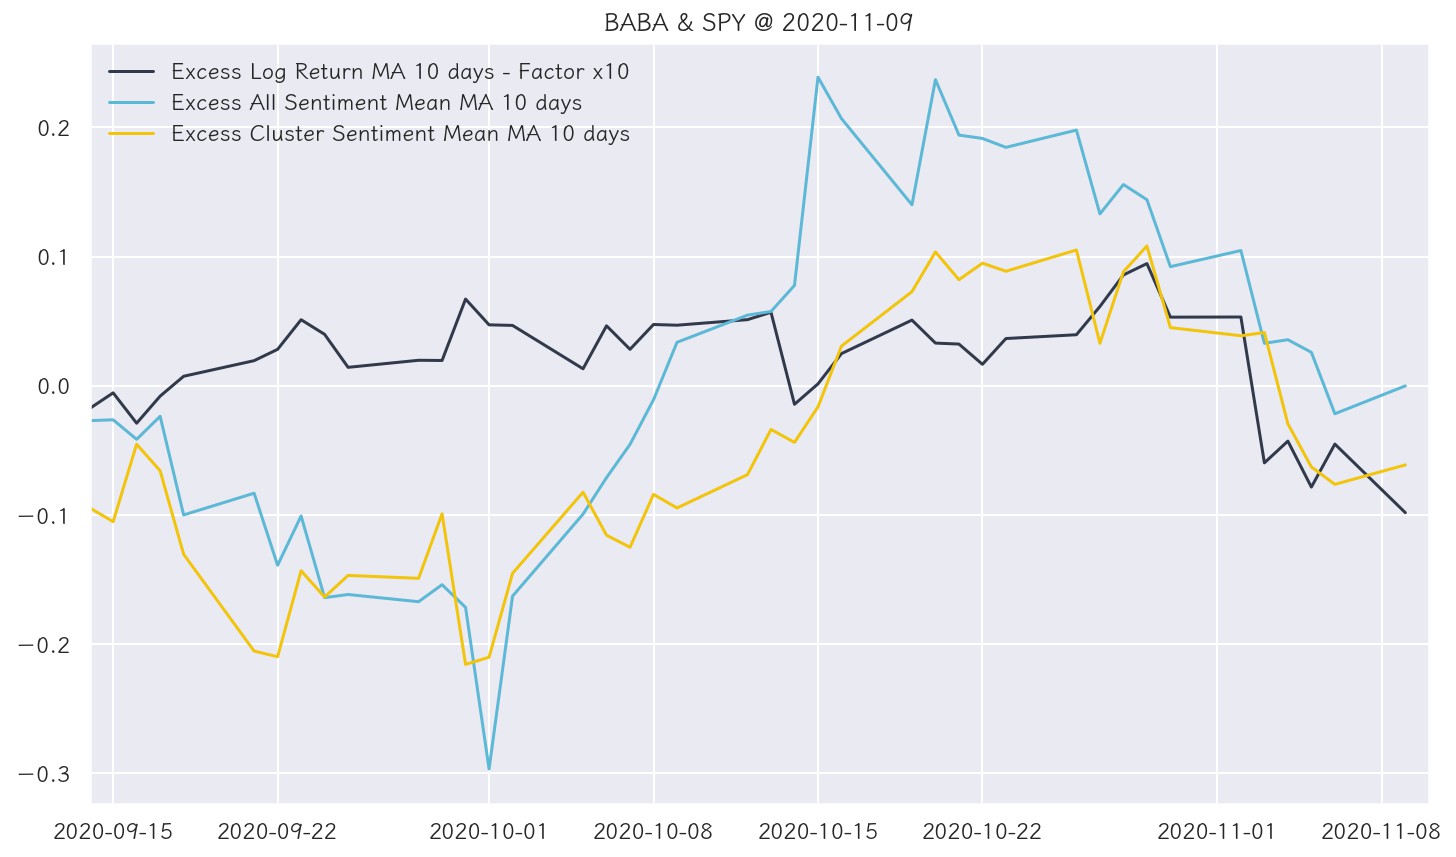 BABA & SPY @ 2020-11-09
Excess Log Return MA 10 days - Factor x10
Excess All Sentiment Mean MA 10 days
Excess Cluster Sentiment Mean MA 10 days
0.2
0.1
0.0
−0.1
−0.2
−0.3
2020-09-15 2020-09-22 2020-10-01 2020-10-08 2020-10-15 2020-10-22 2020-11-01 2020-11-08